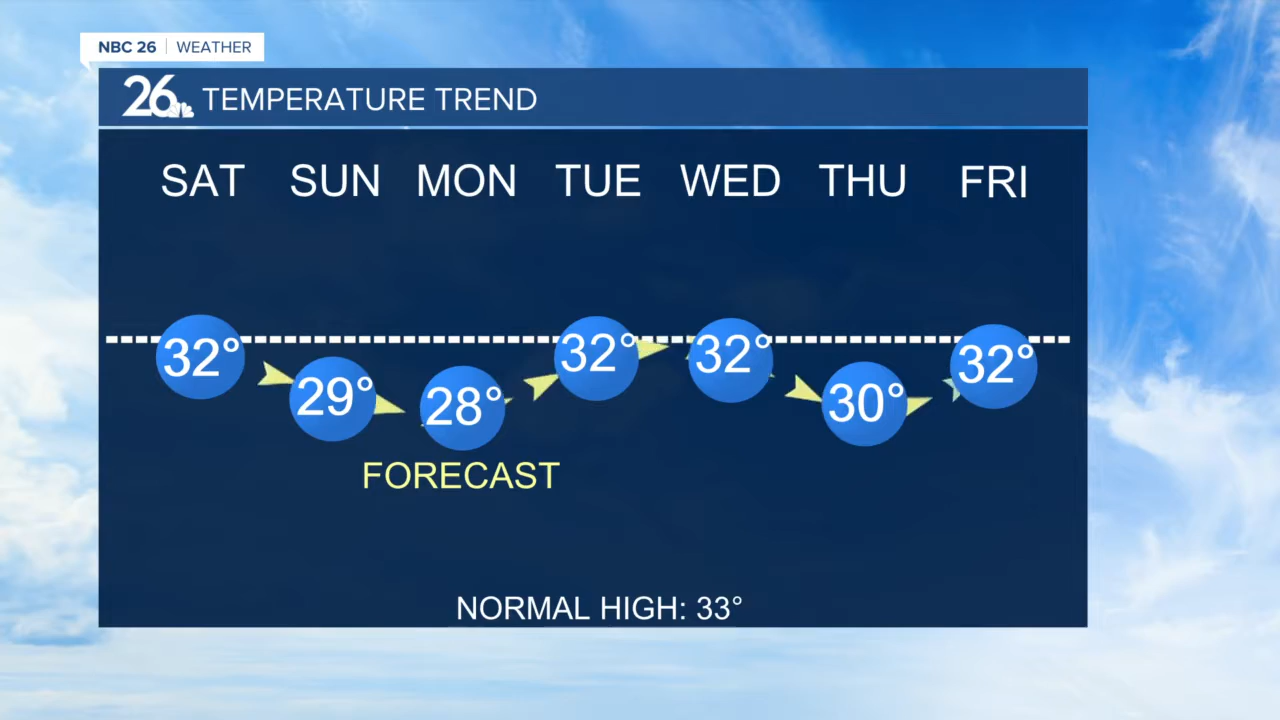 NBC 26 | WEATHER
26 TEMPERATURE TREND
SAT SUN MON TUE WED THU FRI
32° 29° 28° 32° 32° 30° 32°
FORECAST
NORMAL HIGH: 33°